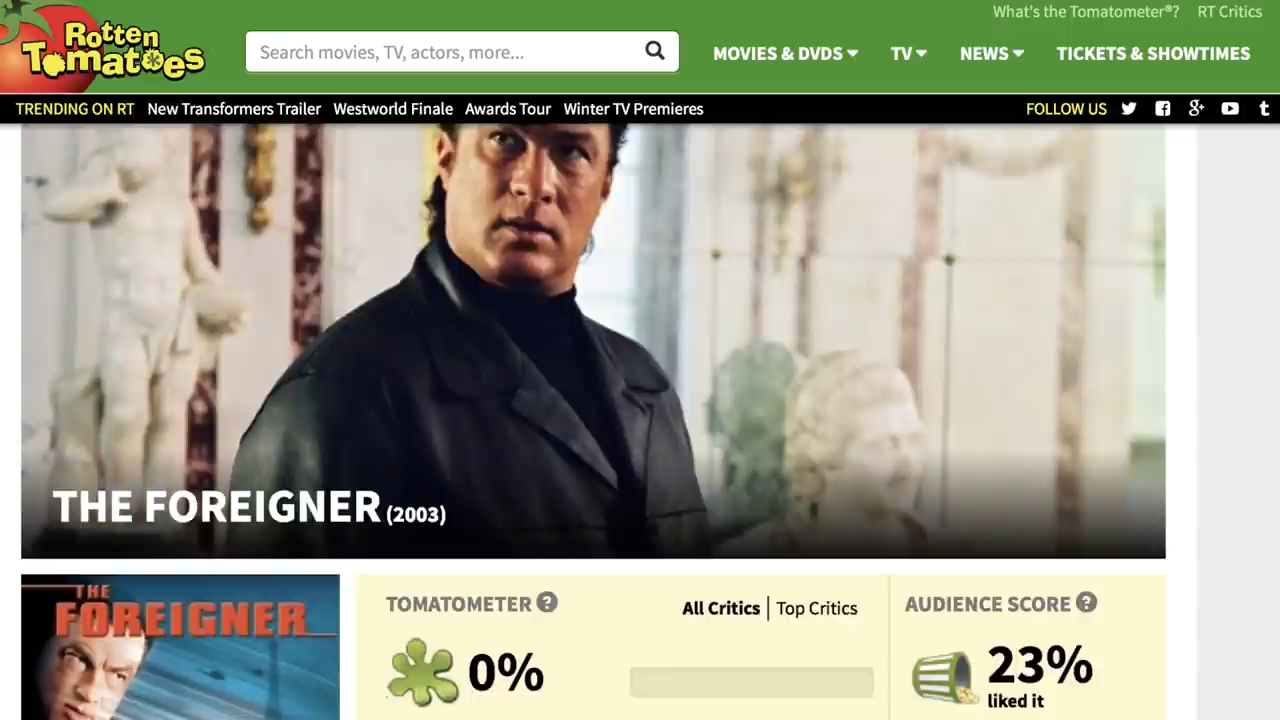 What's the Tomatometer®? RT Critics
Rotten
Tomatoes
Search movies, TV, actors, more...
MOVIES & DVDS TV NEWS TICKETS & SHOWTIMES
TRENDING ON RT New Transformers Trailer Westworld Finale Awards Tour Winter TV Premieres FOLLOW US
THE FOREIGNER (2003)
THE
FOREIGNER
TOMATOMETER ? All Critics | Top Critics AUDIENCE SCORE ?
0% 23%
liked it